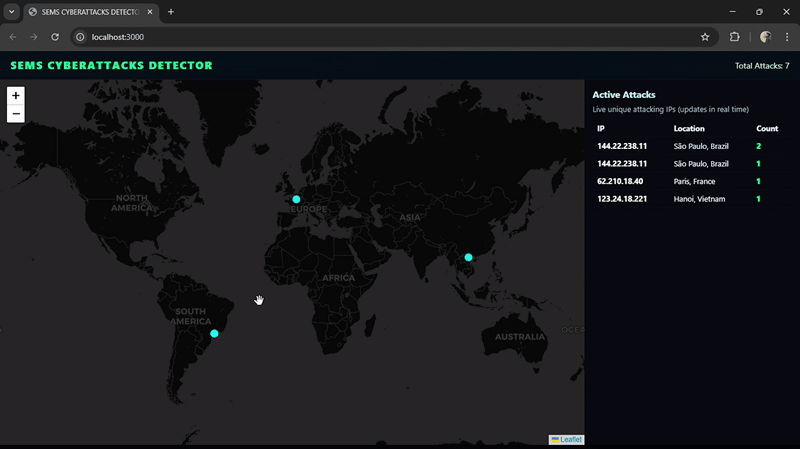 SEMS CYBERATTACKS DETECTOR
localhost:3000
SEMS CYBERATTACKS DETECTOR
Total Attacks: 7
+
−
NORTH
AMERICA
EUROPE
ASIA
AFRICA
SOUTH
AMERICA
AUSTRALIA
OCEA
Leaflet
Active Attacks
Live unique attacking IPs (updates in real time)
IP Location Count
144.22.238.11 São Paulo, Brazil 2
144.22.238.11 São Paulo, Brazil 1
62.210.18.40 Paris, France 1
123.24.18.221 Hanoi, Vietnam 1